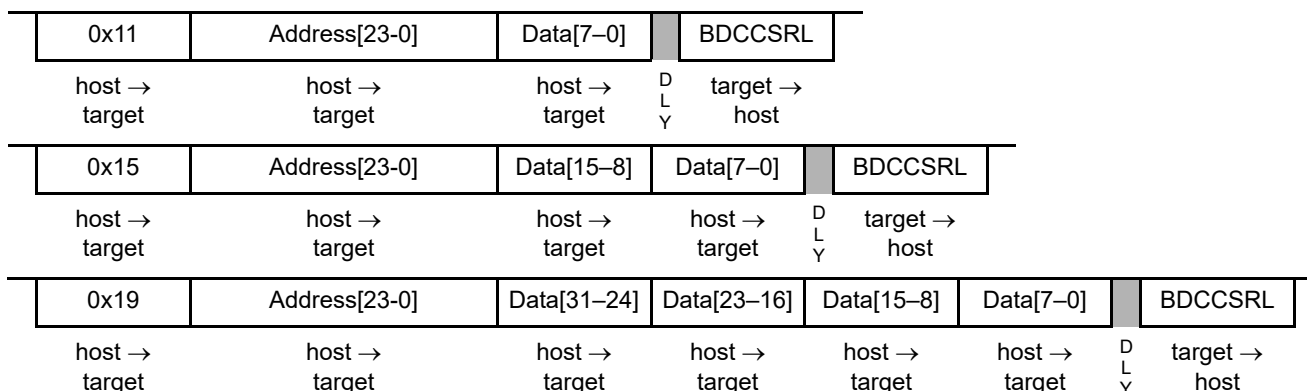 0x11 Address[23-0] Data[7–0] BDCCSRL
host → host → host → D target →
target target target L host
Y
0x15 Address[23-0] Data[15–8] Data[7–0] BDCCSRL
host → host → host → host → D target →
target target target target L host
Y
0x19 Address[23-0] Data[31–24] Data[23–16] Data[15–8] Data[7–0] BDCCSRL
host → host → host → host → host → host → D target →
target target target target target target L host
Y